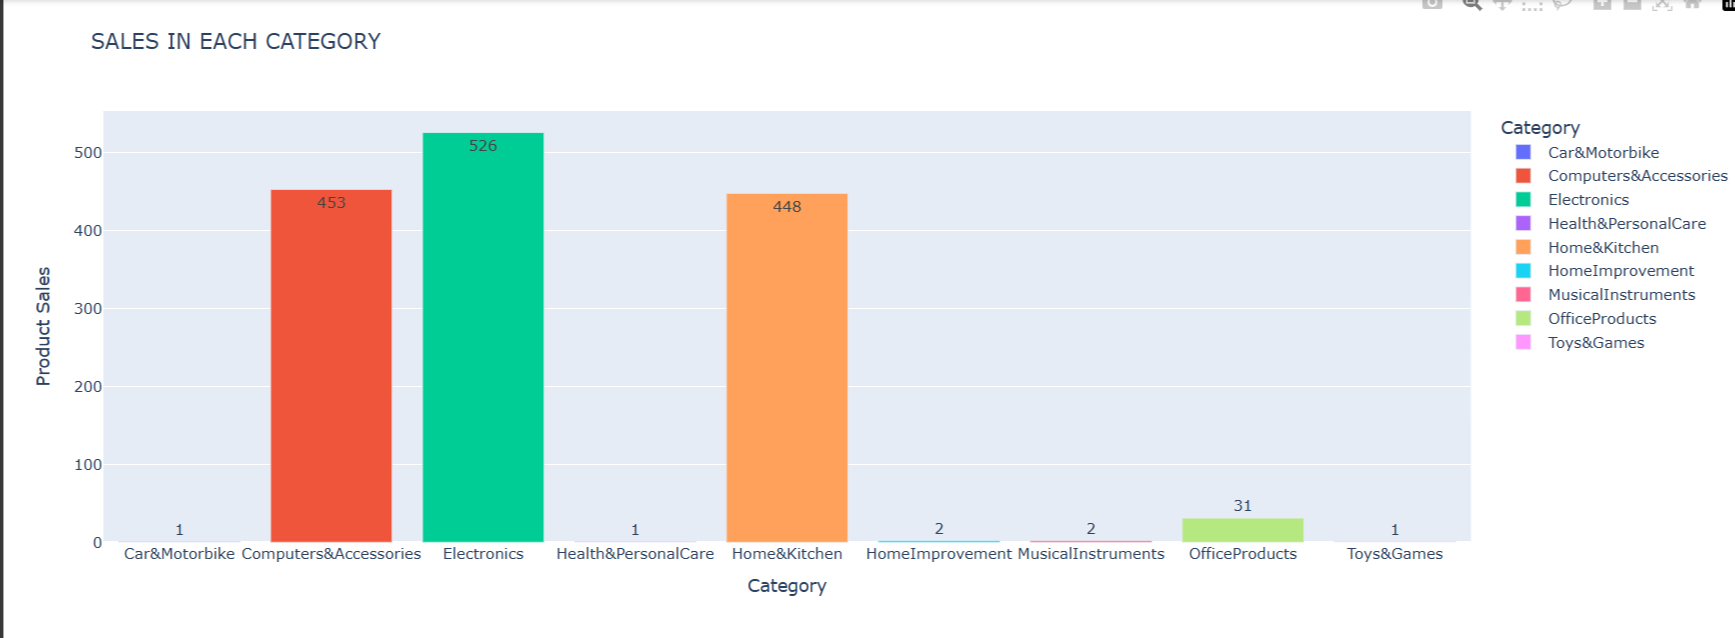 SALES IN EACH CATEGORY
Product Sales
500
400
300
200
100
0
1
453
526
1
448
2
2
31
1
Car&Motorbike
Computers&Accessories
Electronics
Health&PersonalCare
Home&Kitchen
HomeImprovement
MusicalInstruments
OfficeProducts
Toys&Games
Category
Category
Car&Motorbike
Computers&Accessories
Electronics
Health&PersonalCare
Home&Kitchen
HomeImprovement
MusicalInstruments
OfficeProducts
Toys&Games